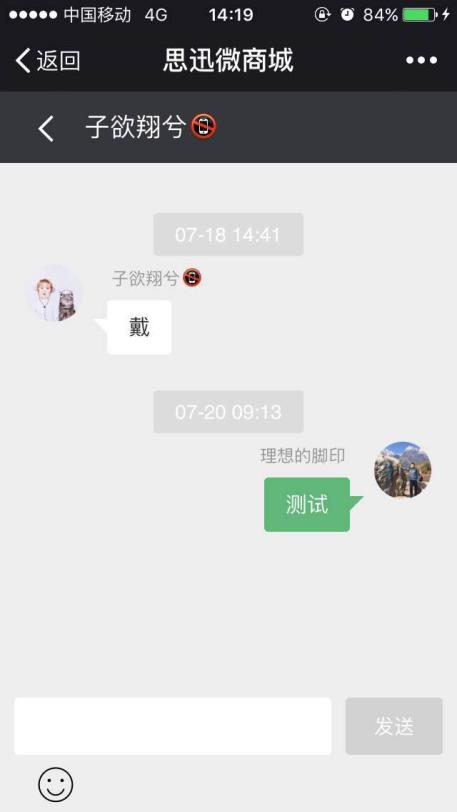 中国移动 4G 14:19 84%
返回 思迅微商城
子欲翔兮📵
07-18 14:41
子欲翔兮📵
戴
07-20 09:13
理想的脚印
测试
发送